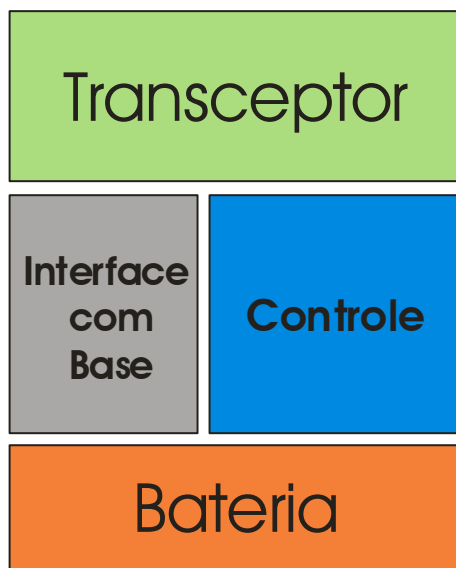 Transceptor
Interface
com
Base
Controle
Bateria